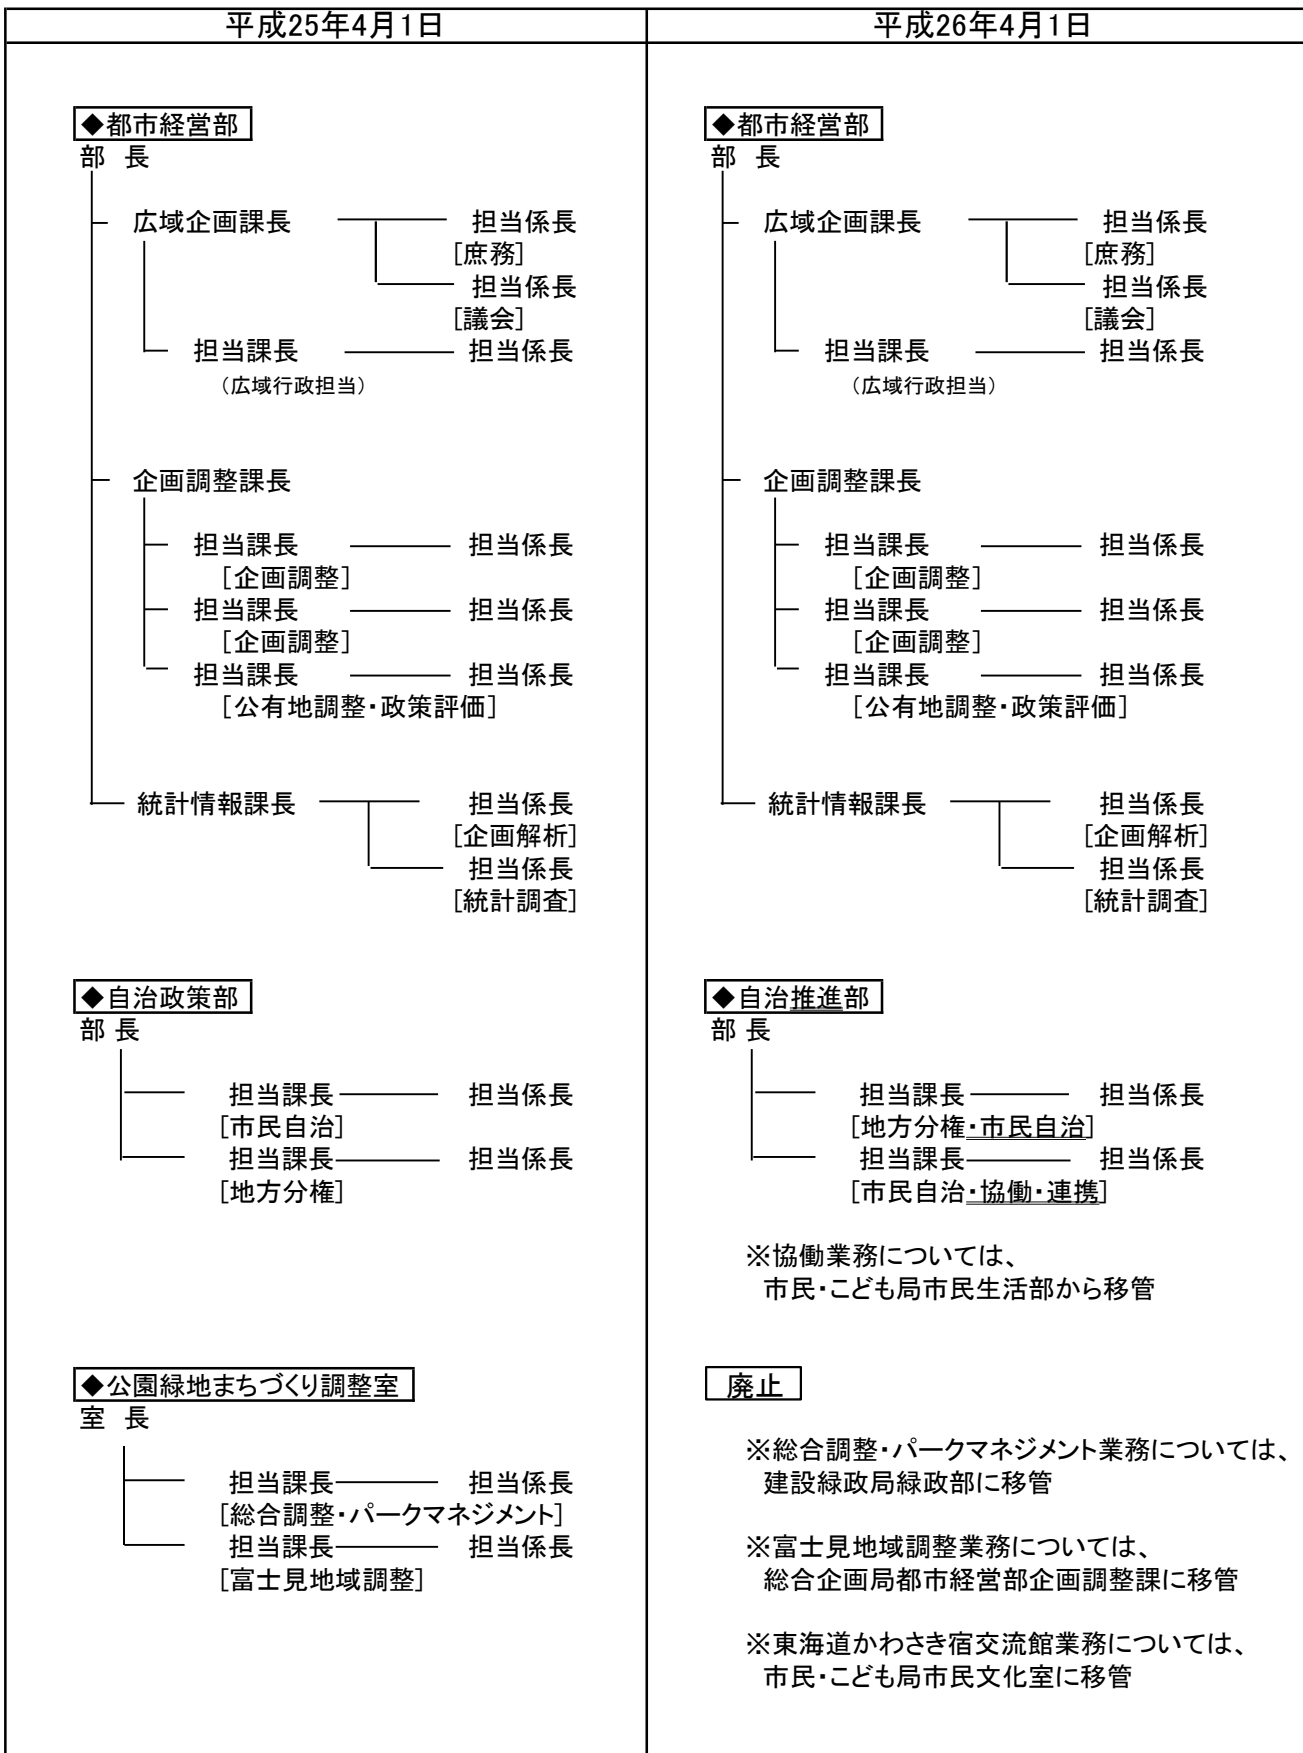 平成25年4月1日
◆都市経営部
部 長
広域企画課長 担当係長
[庶務]
担当係長
[議会]
担当課長 担当係長
（広域行政担当）
企画調整課長
担当課長 担当係長
[企画調整]
担当課長 担当係長
[企画調整]
担当課長 担当係長
[公有地調整・政策評価]
統計情報課長 担当係長
[企画解析]
担当係長
[統計調査]
◆自治政策部
部 長
担当課長 担当係長
[市民自治]
担当課長 担当係長
[地方分権]
◆公園緑地まちづくり調整室
室 長
担当課長 担当係長
[総合調整・パークマネジメント]
担当課長 担当係長
[富士見地域調整]
平成26年4月1日
◆都市経営部
部 長
広域企画課長 担当係長
[庶務]
担当係長
[議会]
担当課長 担当係長
（広域行政担当）
企画調整課長
担当課長 担当係長
[企画調整]
担当課長 担当係長
[企画調整]
担当課長 担当係長
[公有地調整・政策評価]
統計情報課長 担当係長
[企画解析]
担当係長
[統計調査]
◆自治推進部
部 長
担当課長 担当係長
[地方分権・市民自治]
担当課長 担当係長
[市民自治・協働・連携]
※協働業務については、
市民・こども局市民生活部から移管
廃止
※総合調整・パークマネジメント業務については、
建設緑政局緑政部に移管
※富士見地域調整業務については、
総合企画局都市経営部企画調整課に移管
※東海道かわさき宿交流館業務については、
市民・こども局市民文化室に移管